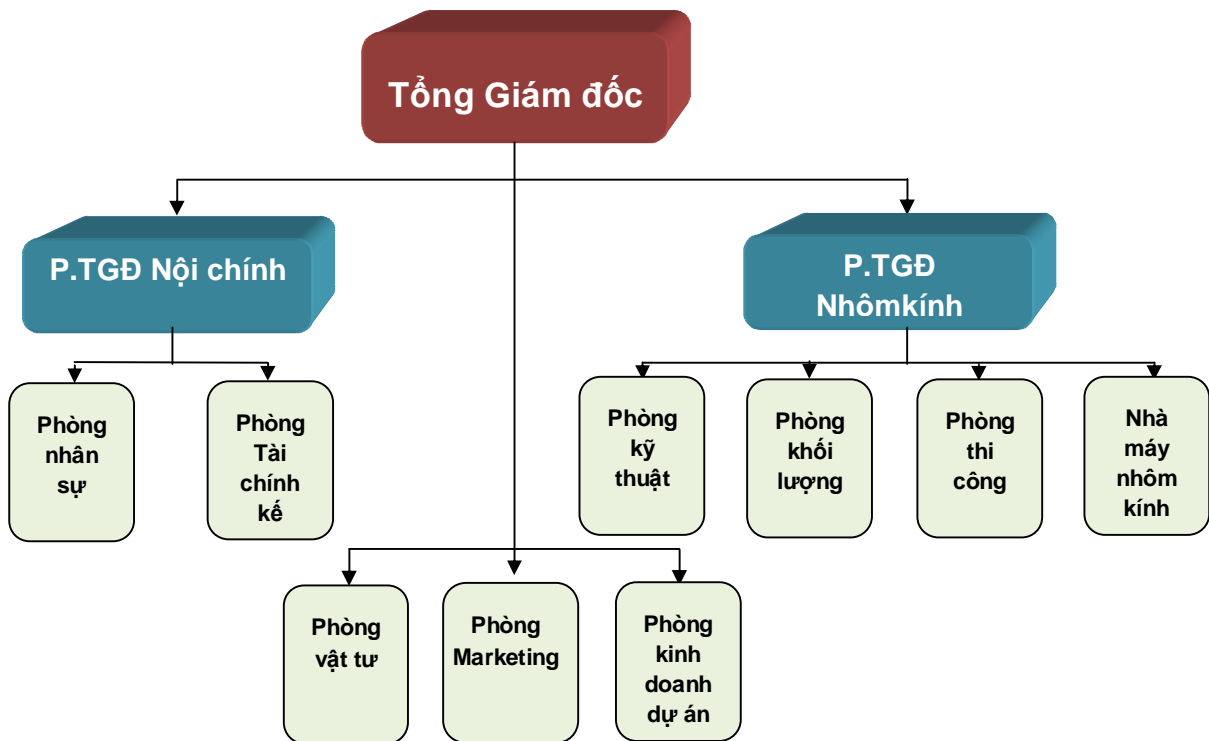 Tổng Giám đốc
P.TGĐ Nội chính
P.TGĐ
Nhômkính
Phòng
nhân
sự
Phòng
Tài
chính
kế
Phòng
kỹ
thuật
Phòng
khối
lượng
Phòng
thi
công
Nhà
máy
nhôm
kính
Phòng
vật tư
Phòng
Marketing
Phòng
kinh
doanh
dự án